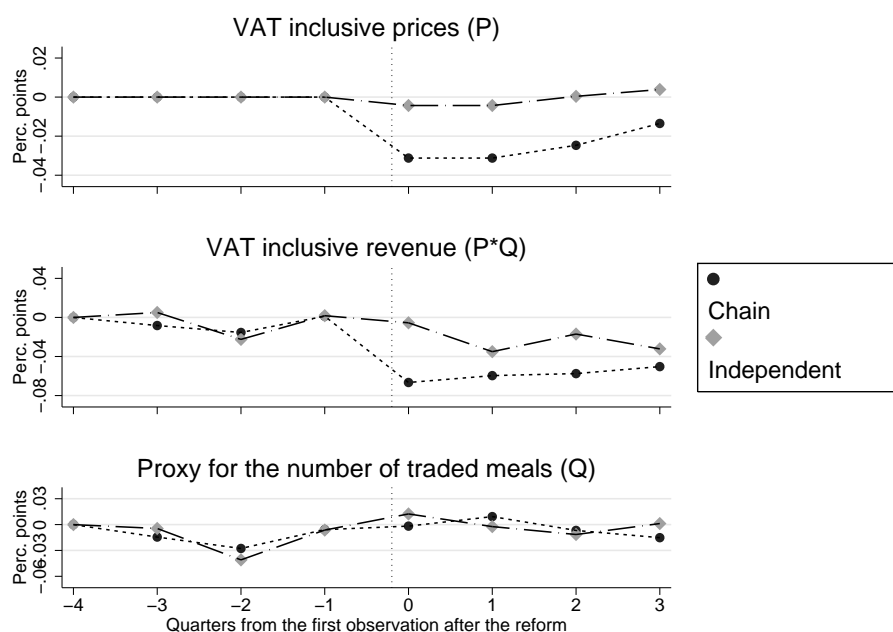 VAT inclusive prices (P)
Perc. points
.02
0
-.02
-.04
VAT inclusive revenue (P*Q)
Perc. points
.04
0
-.04
-.08
Chain
Independent
Proxy for the number of traded meals (Q)
Perc. points
.03
0
-.03
-.06
−4 −3 −2 −1 0 1 2 3
Quarters from the first observation after the reform